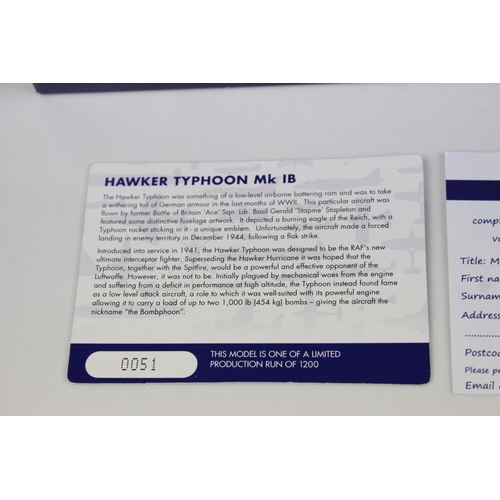 HAWKER TYPHOON Mk IB
The Hawker Typhoon was something of a low-level airborne battering ram and was to take
a withering toll of German armour in the last months of WWII. This particular aircraft was
flown by former Battle of Britain 'Ace' Sqn. Ldr. Basil Gerald "Stapme" Stapleton and
featured some distinctive fuselage artwork. It depicted a burning eagle of the Reich, with a
Typhoon rocket sticking in it - a unique emblem. Unfortunately, the aircraft made a forced
landing in enemy territory in December 1944, following a flak strike.
Introduced into service in 1941, the Hawker Typhoon was designed to be the RAF's new
ultimate interceptor fighter. Superseding the Hawker Hurricane it was hoped that the
Typhoon, together with the Spitfire, would be a powerful and effective opponent of the
Luftwaffe. However, it was not to be. Initially plagued by mechanical woes from the engine
and suffering from a deficit in performance at high altitude, the Typhoon instead found fame
as a low level attack aircraft, a role to which it was well-suited with its powerful engine
allowing it to carry a load of up to two 1,000 lb (454 kg) bombs – giving the aircraft the
nickname "the Bombphoon".
0051
THIS MODEL IS ONE OF A LIMITED
PRODUCTION RUN OF 1200
compl
vo
Title: M
First na
Surnam
Address
Postcod
Please pr
Email